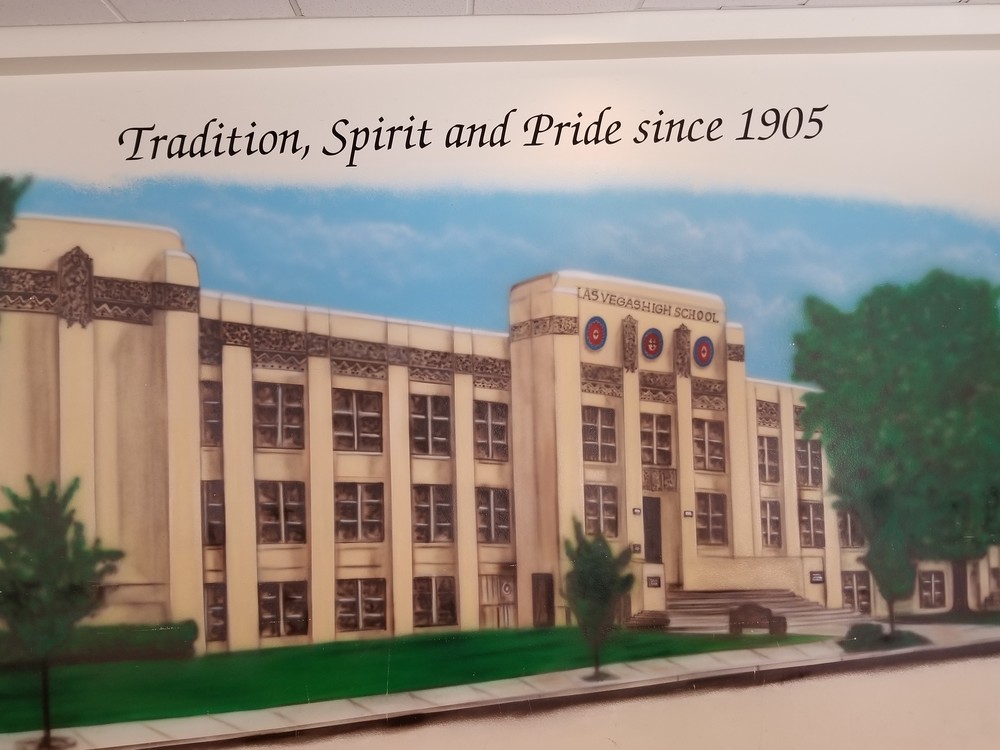 Tradition, Spirit and Pride since 1905
LAS VEGAS HIGH SCHOOL